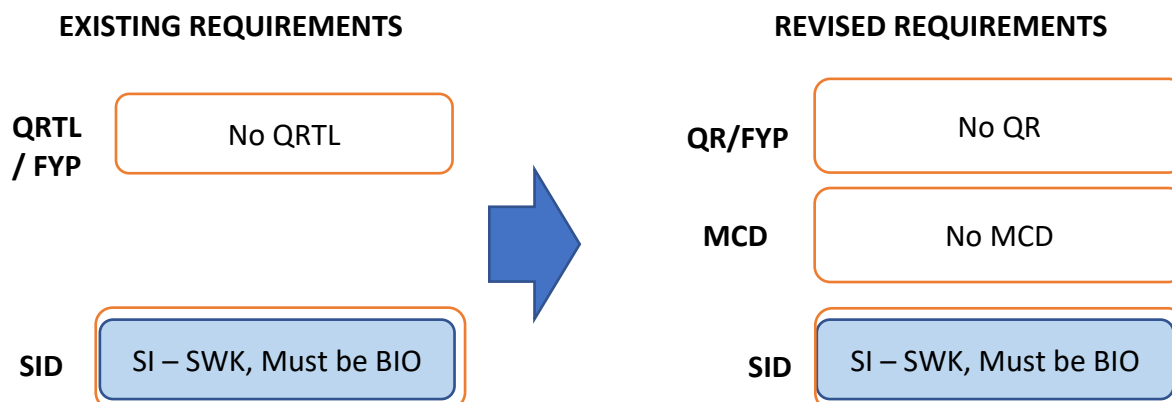 EXISTING REQUIREMENTS
QRTL
/ FYP
No QRTL
SID
SI – SWK, Must be BIO
REVISED REQUIREMENTS
QR/FYP
No QR
MCD
No MCD
SID
SI – SWK, Must be BIO